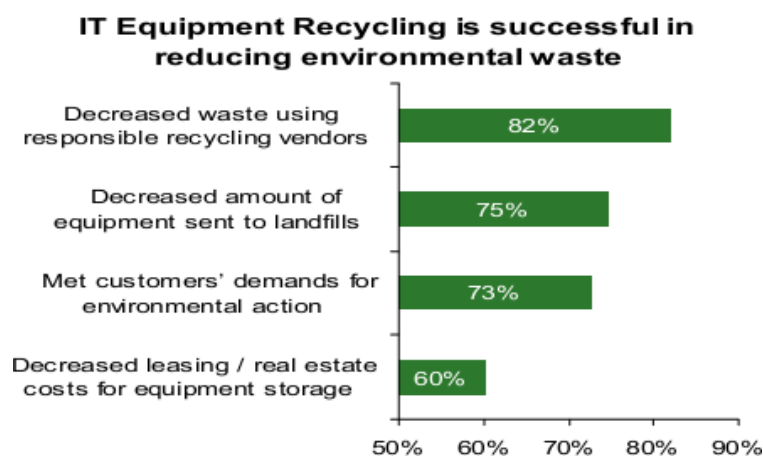 IT Equipment Recycling is successful in
reducing environmental waste
Decreased waste using
responsible recycling vendors
82%
Decreased amount of
equipment sent to landfills
75%
Met customers’ demands for
environmental action
73%
Decreased leasing / real estate
costs for equipment storage
60%
50% 60% 70% 80% 90%